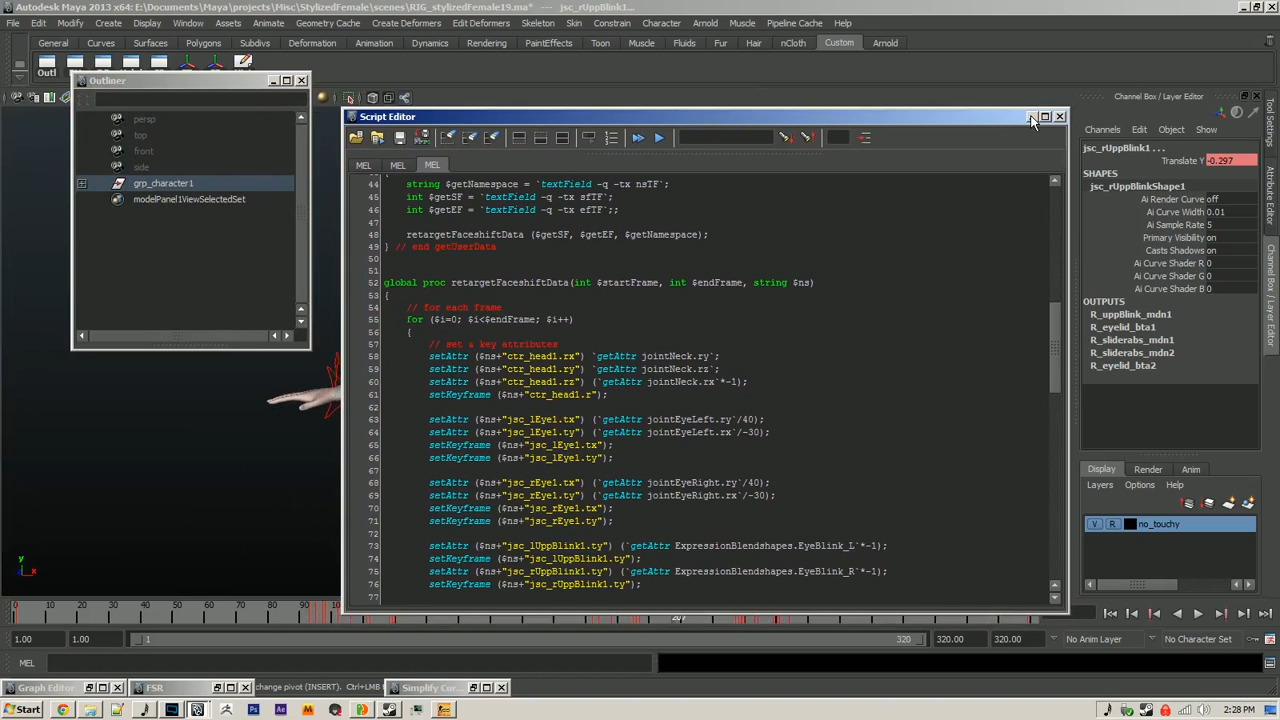 Autodesk Maya 2013 x64: E:\Documents\Maya\projects\Misc\StylizedFemale\scenes\RIG_stylizedFemale19.ma* --- jsc_rUppBlink1...
File Edit Modify Create Display Window Assets Animate Geometry Cache Create Deformers Edit Deformers Skeleton Skin Constrain Character Arnold Muscle Pipeline Cache Help
General Curves Surfaces Polygons Subdivs Deformation Animation Dynamics Rendering PaintEffects Toon Muscle Fluids Fur Hair nCloth Custom Arnold
Outl
Outliner
persp
top
front
side
grp_character1
modelPanel1ViewSelectedSet
Script Editor
MEL MEL MEL
44 string $getNamespace = `textField -q -tx nsTF`;
45 int $getSF = `textField -q -tx sfTF`;
46 int $getEF = `textField -q -tx efTF`;;
47
48 retargetFaceshiftData ($getSF, $getEF, $getNamespace);
49 } // end getUserData
50
51
52 global proc retargetFaceshiftData(int $startFrame, int $endFrame, string $ns)
53 {
54 // for each frame
55 for ($i=0; $i<$endFrame; $i++)
56 {
57 // set a key attributes
58 setAttr ($ns+"ctr_head1.rx") `getAttr jointNeck.ry`;
59 setAttr ($ns+"ctr_head1.ry") `getAttr jointNeck.rz`;
60 setAttr ($ns+"ctr_head1.rz") (`getAttr jointNeck.rx`*-1);
61 setKeyframe ($ns+"ctr_head1.r");
62
63 setAttr ($ns+"jsc_lEye1.tx") (`getAttr jointEyeLeft.ry`/40);
64 setAttr ($ns+"jsc_lEye1.ty") (`getAttr jointEyeLeft.rx`/-30);
65 setKeyframe ($ns+"jsc_lEye1.tx");
66 setKeyframe ($ns+"jsc_lEye1.ty");
67
68 setAttr ($ns+"jsc_rEye1.tx") (`getAttr jointEyeRight.ry`/40);
69 setAttr ($ns+"jsc_rEye1.ty") (`getAttr jointEyeRight.rx`/-30);
70 setKeyframe ($ns+"jsc_rEye1.tx");
71 setKeyframe ($ns+"jsc_rEye1.ty");
72
73 setAttr ($ns+"jsc_lUppBlink1.ty") (`getAttr ExpressionBlendshapes.EyeBlink_L`*-1);
74 setKeyframe ($ns+"jsc_lUppBlink1.ty");
75 setAttr ($ns+"jsc_rUppBlink1.ty") (`getAttr ExpressionBlendshapes.EyeBlink_R`*-1);
76 setKeyframe ($ns+"jsc_rUppBlink1.ty");
77
Channel Box / Layer Editor
Channels Edit Object Show
jsc_rUppBlink1 ...
Translate Y -0.297
SHAPES
jsc_rUppBlinkShape1
Ai Render Curve off
Ai Curve Width 0.01
Ai Sample Rate 5
Primary Visibility on
Casts Shadows on
Ai Curve Shader R 0
Ai Curve Shader G 0
Ai Curve Shader B 0
OUTPUTS
R_uppBlink_mdn1
R_eyelid_bta1
R_sliderabs_mdn1
R_sliderabs_mdn2
R_eyelid_bta2
Display Render Anim
Layers Options Help
V R no_touchy
Tool Settings
Attribute Editor
Channel Box / Layer Editor
y
x
1.00 1.00 1 320 320.00 320.00 No Anim Layer No Character Set
MEL
Graph Editor FSR change pivot (INSERT). Ctrl+LMB Simplify Cur...
Start 2:28 PM